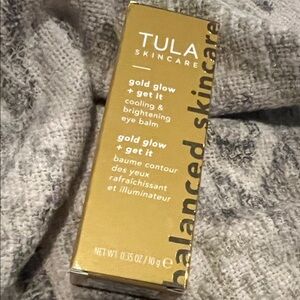 TULA
SKINCARE
gold glow
+ get it
cooling &
brightening
eye balm
gold glow
+ get it
baume contour
des yeux
rafraîchissant
et illuminateur
NET WT. 0.35 OZ / 10 g ℮
balanced skincare